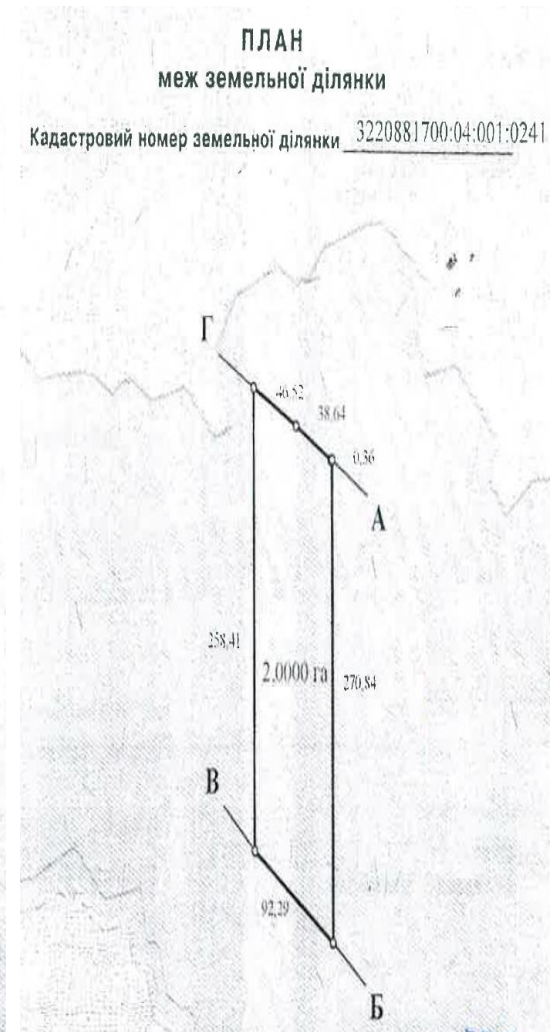 ПЛАН
меж земельної ділянки
Кадастровий номер земельної ділянки 3220881700:04:001:0241
Г
46,52
38,64
0,36
А
258,41
2,0000 га
270,84
В
92,29
Б